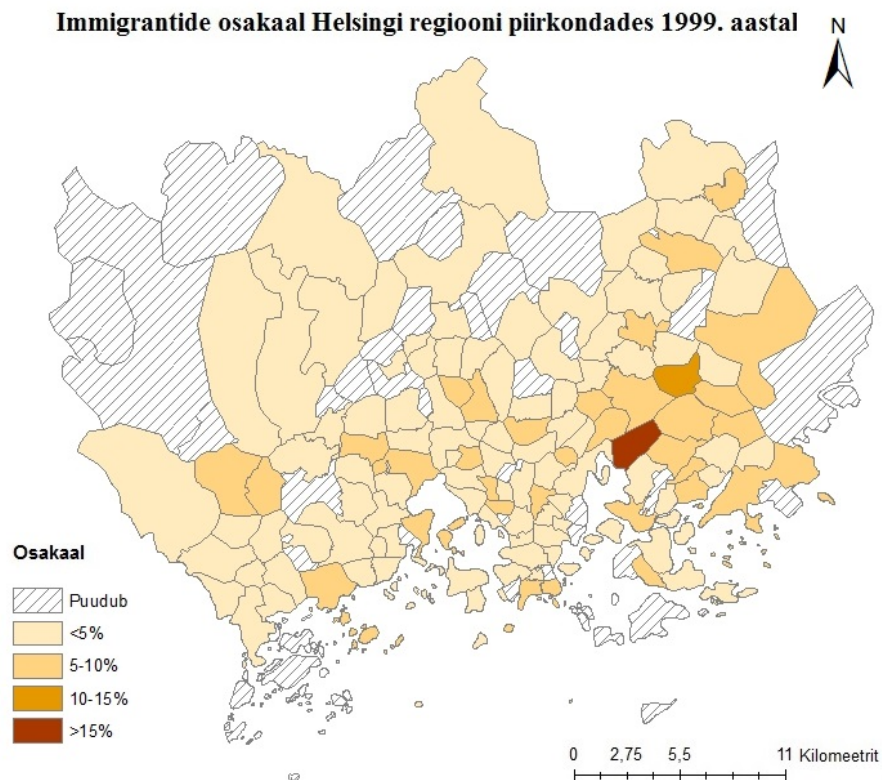 Immigrantide osakaal Helsingi regiooni piirkondades 1999. aastal
N
Osakaal
Puudub
<5%
5-10%
10-15%
>15%
0 2,75 5,5 11 Kilomeetrit